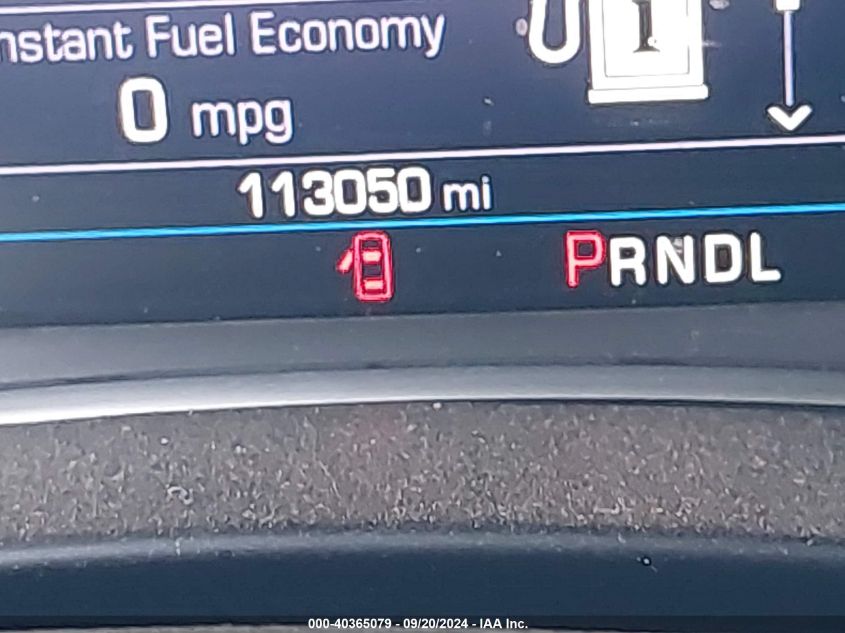 nstant Fuel Economy
0 mpg
113050 mi
PRNDL
000-40365079 - 09/20/2024 - IAA Inc.